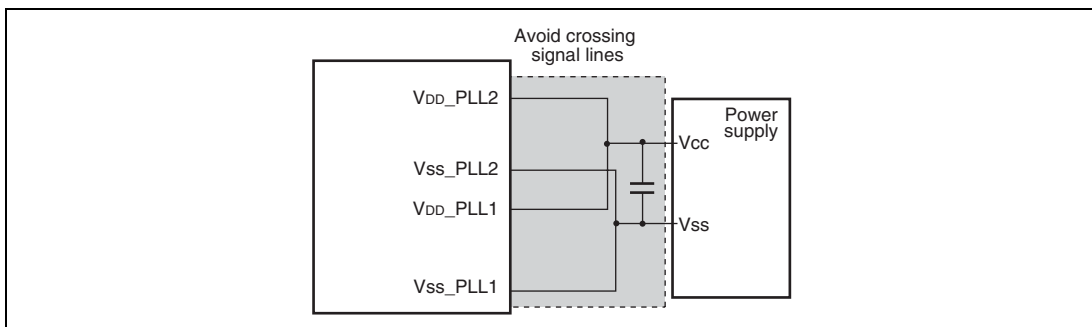 Avoid crossing
signal lines
VDD_PLL2
Power
supply
Vcc
Vss_PLL2
VDD_PLL1
Vss
Vss_PLL1